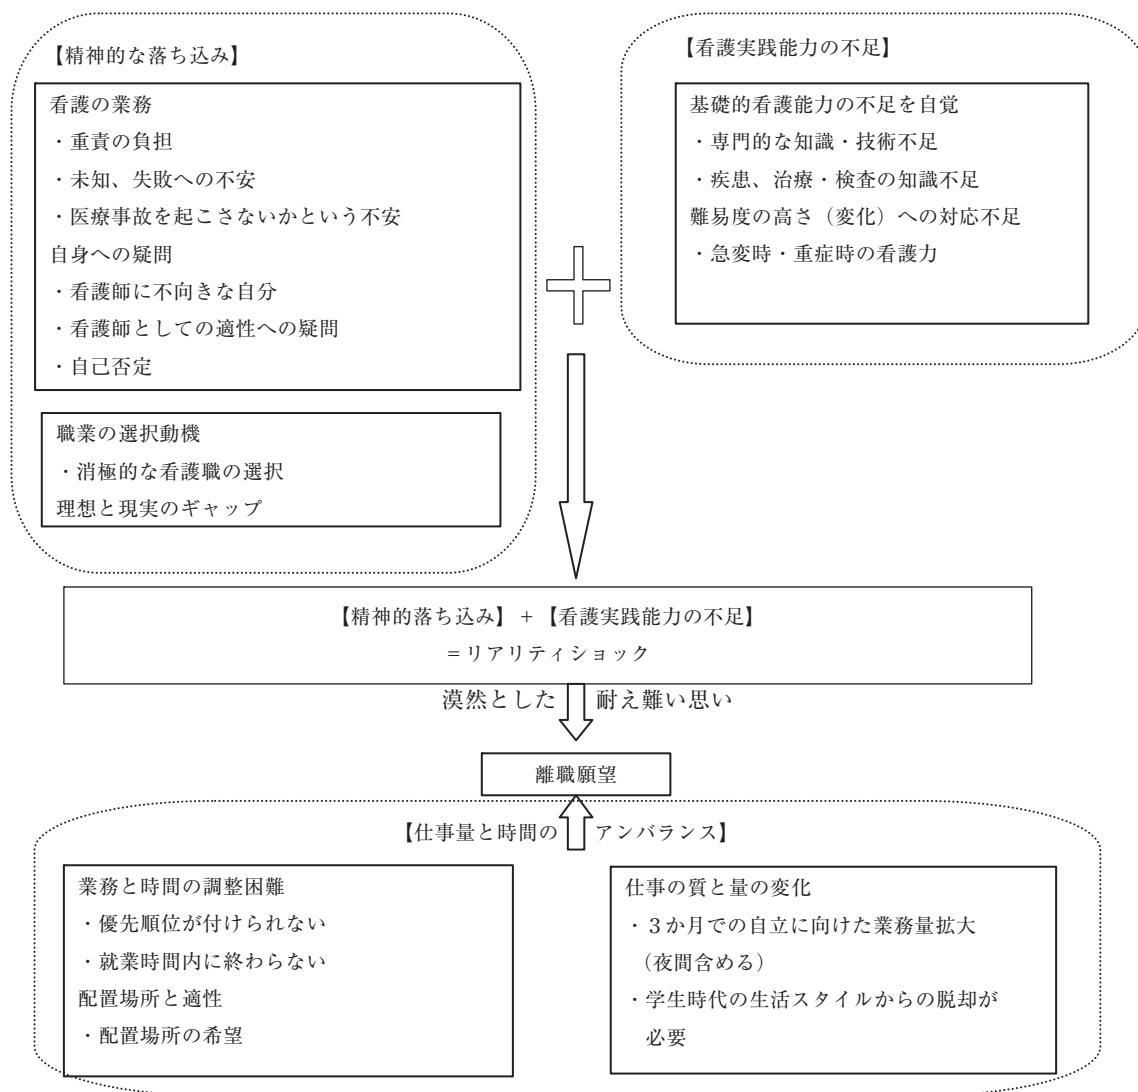 【精神的な落ち込み】
看護の業務
・重責の負担
・未知、失敗への不安
・医療事故を起こさないかという不安
自身への疑問
・看護師に不向きな自分
・看護師としての適性への疑問
・自己否定
職業の選択動機
・消極的な看護職の選択
理想と現実のギャップ
【看護実践能力の不足】
基礎的看護能力の不足を自覚
・専門的な知識・技術不足
・疾患、治療・検査の知識不足
難易度の高さ（変化）への対応不足
・急変時・重症時の看護力
【精神的落ち込み】+【看護実践能力の不足】
=リアリティショック
漠然とした 耐え難い思い
離職願望
【仕事量と時間の アンバランス】
業務と時間の調整困難
・優先順位が付けられない
・就業時間内に終わらない
配置場所と適性
・配置場所の希望
仕事の質と量の変化
・３か月での自立に向けた業務量拡大
（夜間含める）
・学生時代の生活スタイルからの脱却が
必要